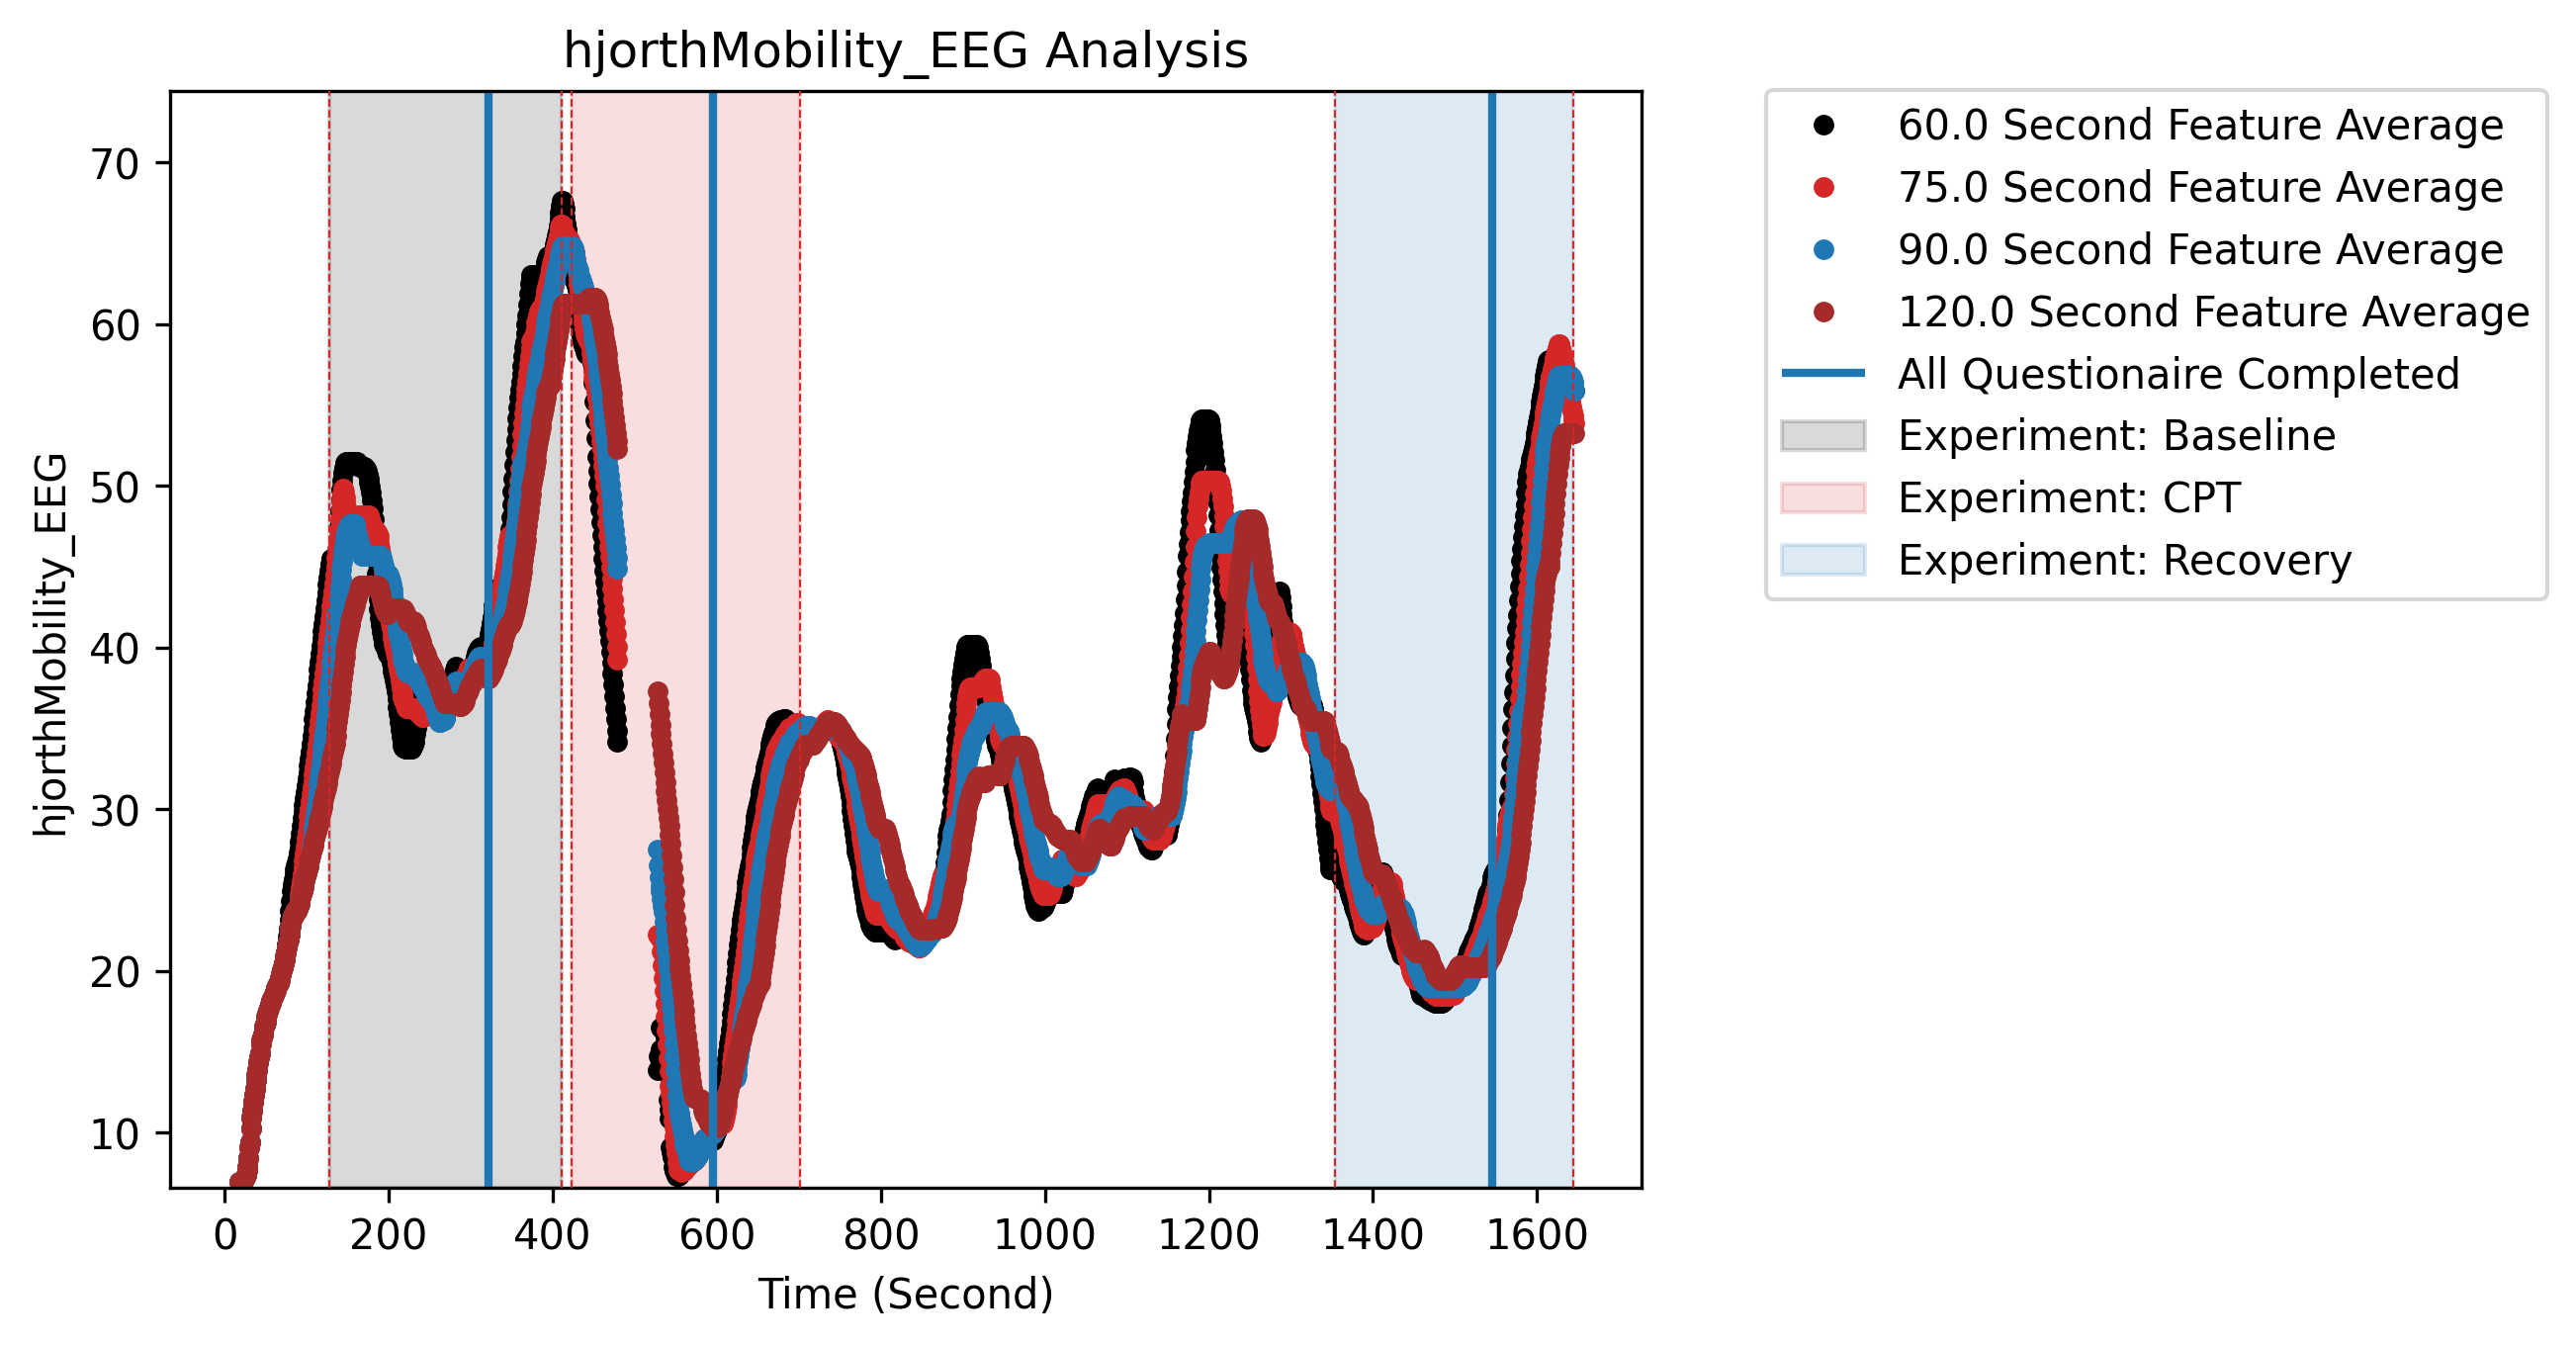 hjorthMobility_EEG Analysis
hjorthMobility_EEG
70
60
50
40
30
20
10
0 200 400 600 800 1000 1200 1400 1600
Time (Second)
60.0 Second Feature Average
75.0 Second Feature Average
90.0 Second Feature Average
120.0 Second Feature Average
All Questionaire Completed
Experiment: Baseline
Experiment: CPT
Experiment: Recovery